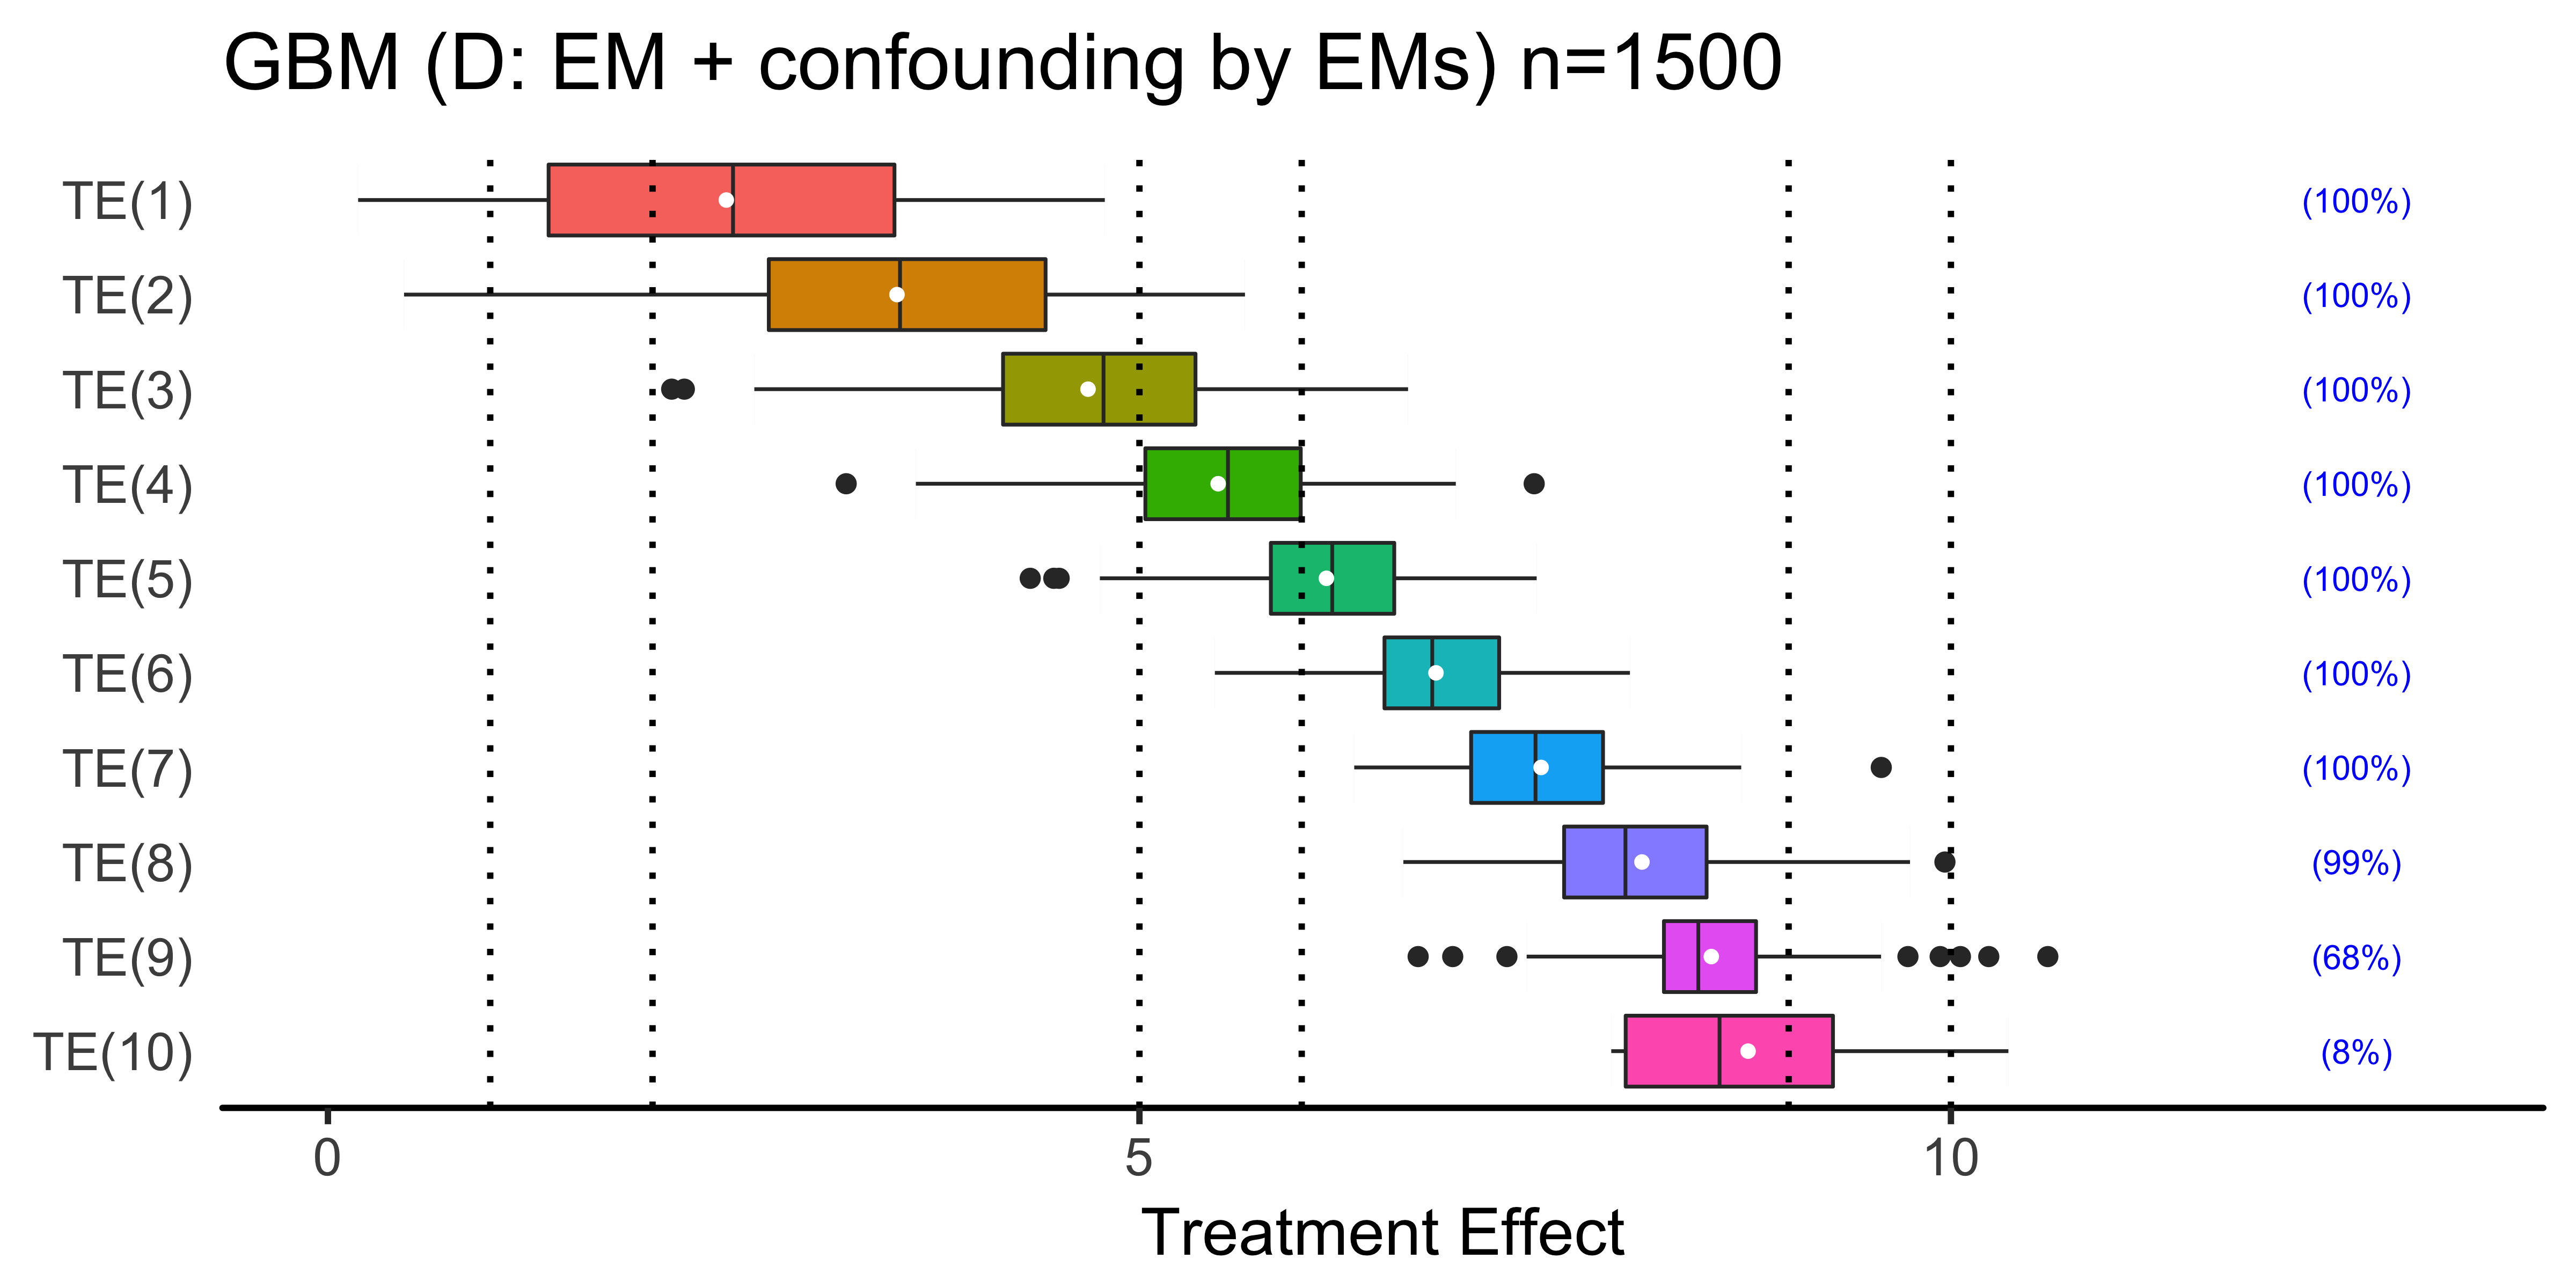 GBM (D: EM + confounding by EMs) n=1500
TE(1) (100%)
TE(2) (100%)
TE(3) (100%)
TE(4) (100%)
TE(5) (100%)
TE(6) (100%)
TE(7) (100%)
TE(8) (99%)
TE(9) (68%)
TE(10) (8%)
0 5 10
Treatment Effect